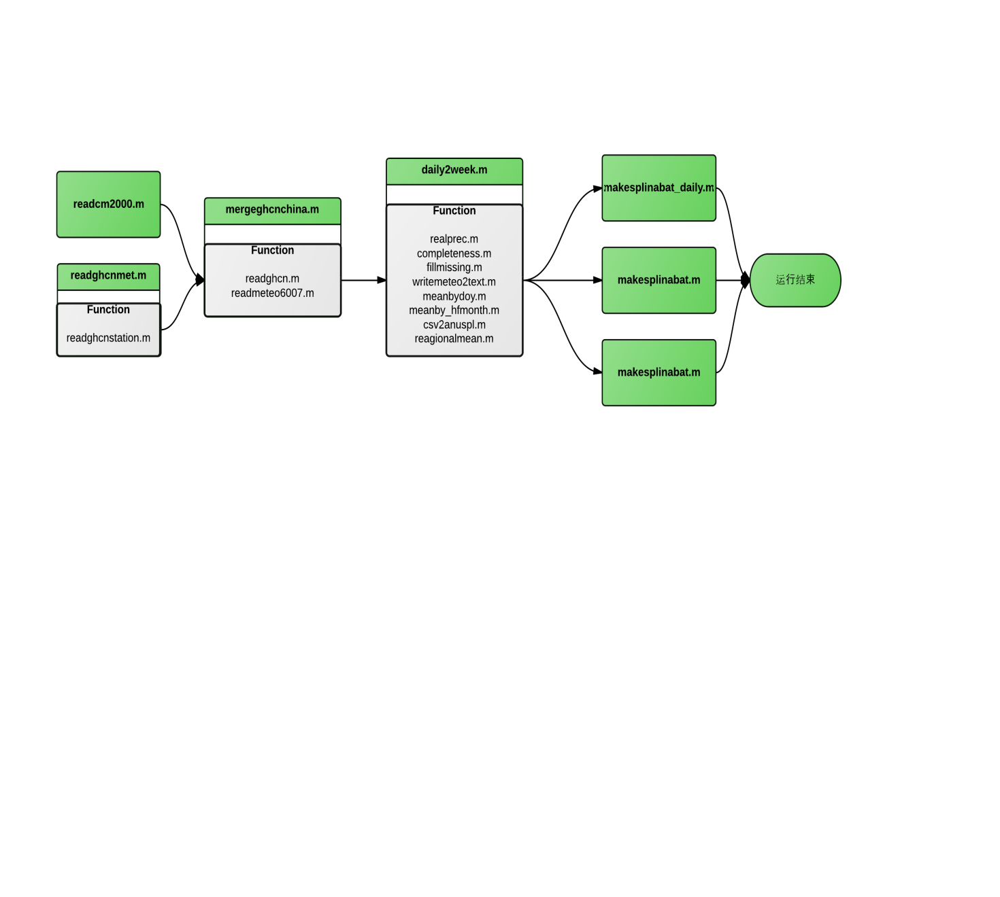 readcm2000.m
readghcnmet.m
Function
readghcnstation.m
mergeghcnchina.m
Function
readghcn.m
readmeteo6007.m
daily2week.m
Function
realprec.m
completeness.m
fillmissing.m
writemeteo2text.m
meanbydoy.m
meanby_hfmonth.m
csv2anuspl.m
reagionalmean.m
makesplinabat_daily.m
makesplinabat.m
makesplinabat.m
运行结束